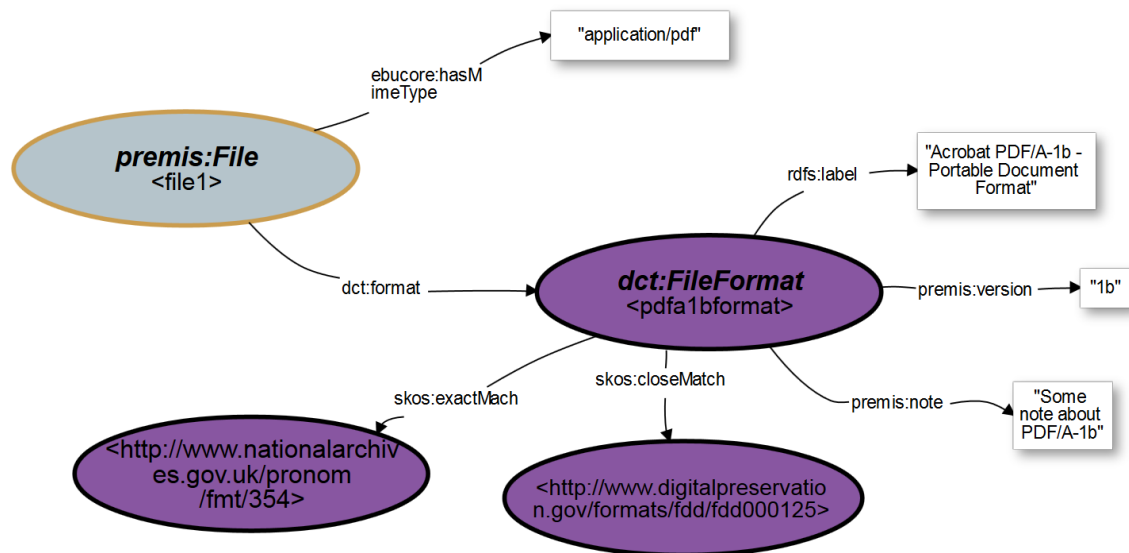 "application/pdf"
ebucore:hasM
imeType
premis:File
<file1>
"Acrobat PDF/A-1b -
Portable Document
Format"
rdfs:label
dct:format
dct:FileFormat
<pdfa1bformat>
premis:version
"1b"
skos:closeMatch
skos:exactMach
premis:note
"Some
note about
PDF/A-1b"
<http://www.nationalarchiv
es.gov.uk/pronom
/fmt/354>
<http://www.digitalpreservatio
n.gov/formats/fdd/fdd000125>